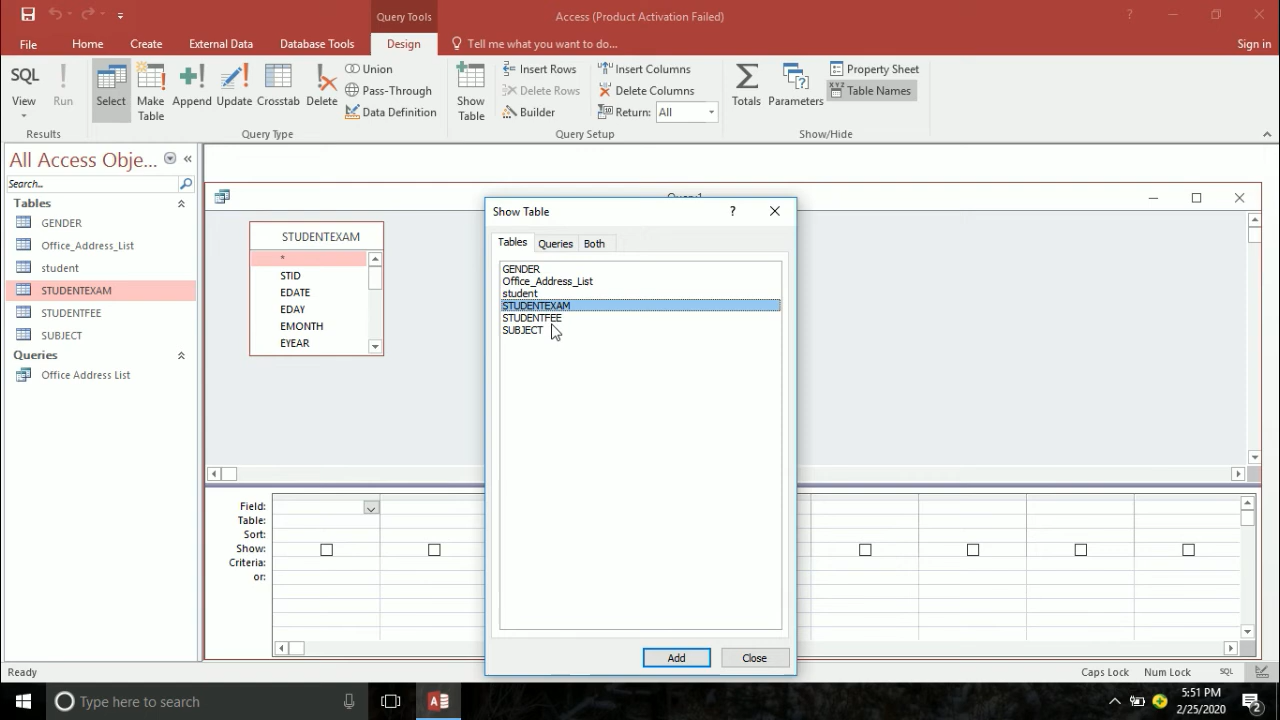 Query Tools
Access (Product Activation Failed)
?
File
Home
Create
External Data
Database Tools
Design
Tell me what you want to do...
Sign in
SQL
View
Run
Select
Make Table
Append
Update
Crosstab
Delete
Union
Pass-Through
Data Definition
Show Table
Insert Rows
Delete Rows
Builder
Insert Columns
Delete Columns
Return: All
Totals
Parameters
Property Sheet
XYZ Table Names
Results
Query Type
Query Setup
Show/Hide
All Access Obje...
Search...
Tables
GENDER
Office_Address_List
student
STUDENTEXAM
STUDENTFEE
SUBJECT
Queries
Office Address List
STUDENTEXAM
*
STID
EDATE
EDAY
EMONTH
EYEAR
Show Table
?
Tables
Queries
Both
GENDER
Office_Address_List
student
STUDENTEXAM
STUDENTFEE
SUBJECT
Add
Close
Field:
Table:
Sort:
Show:
Criteria:
or:
Ready
Caps Lock
Num Lock
SQL
Type here to search
5:51 PM
2/25/2020
2